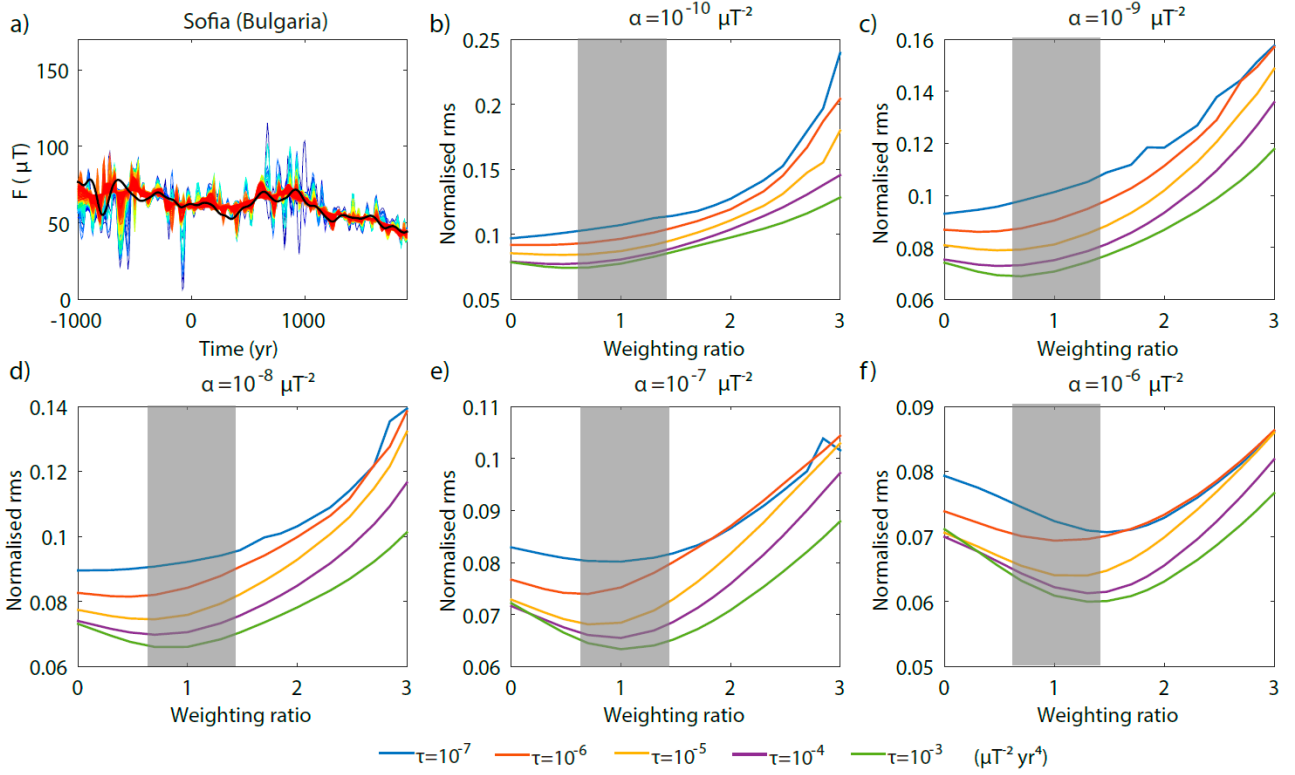 a) Sofia (Bulgaria)
150
100
50
0
F ( μT)
-1000 0 1000
Time (yr)
b) α=10⁻¹⁰ μT⁻²
0.25
0.2
0.15
0.1
0.05
Normalised rms
0 1 2 3
Weighting ratio
c) α=10⁻⁹ μT⁻²
0.16
0.14
0.12
0.1
0.08
0.06
Normalised rms
0 1 2 3
Weighting ratio
d) α=10⁻⁸ μT⁻²
0.14
0.12
0.1
0.08
0.06
Normalised rms
0 1 2 3
Weighting ratio
e) α=10⁻⁷ μT⁻²
0.11
0.1
0.09
0.08
0.07
0.06
Normalised rms
0 1 2 3
Weighting ratio
f) α=10⁻⁶ μT⁻²
0.09
0.08
0.07
0.06
0.05
Normalised rms
0 1 2 3
Weighting ratio
τ=10⁻⁷ τ=10⁻⁶ τ=10⁻⁵ τ=10⁻⁴ τ=10⁻³ (μT⁻² yr⁴)